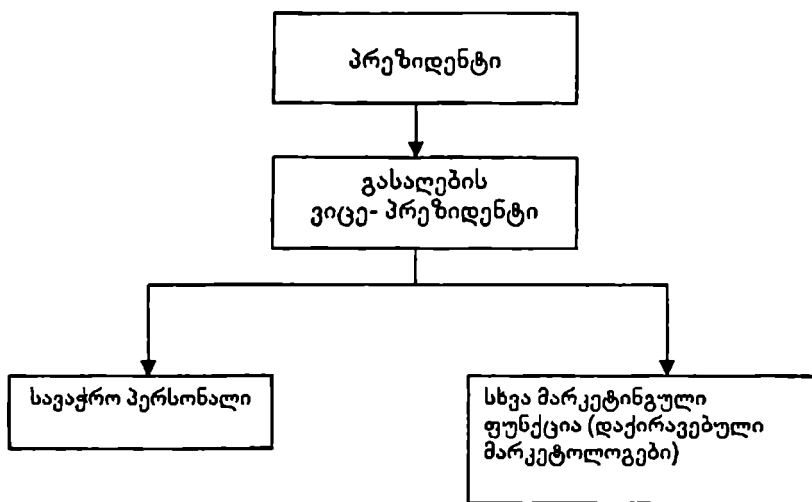 პრეზიდენტი
გასაღების
ვიცე- პრეზიდენტი
სავაჭრო პერსონალი
სხვა მარკეტინგული
ფუნქცია (დაქირავებული
მარკეტოლოგები)